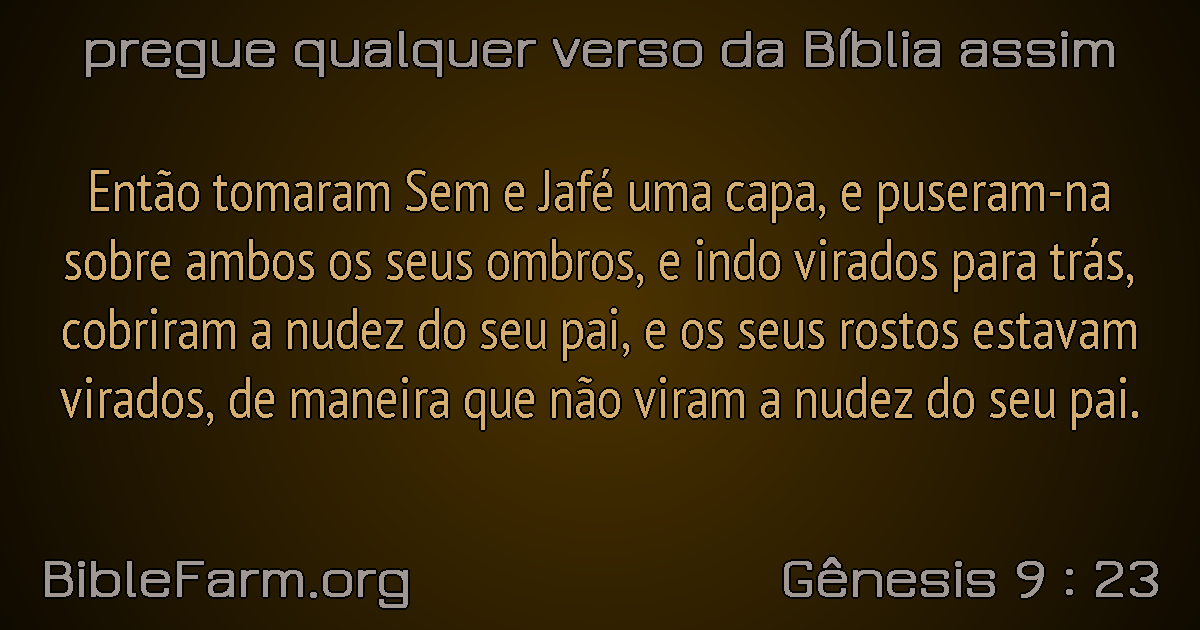 pregue qualquer verso da Bíblia assim
Então tomaram Sem e Jafé uma capa, e puseram-na
sobre ambos os seus ombros, e indo virados para trás,
cobriram a nudez do seu pai, e os seus rostos estavam
virados, de maneira que não viram a nudez do seu pai.
BibleFarm.org
Gênesis 9 : 23